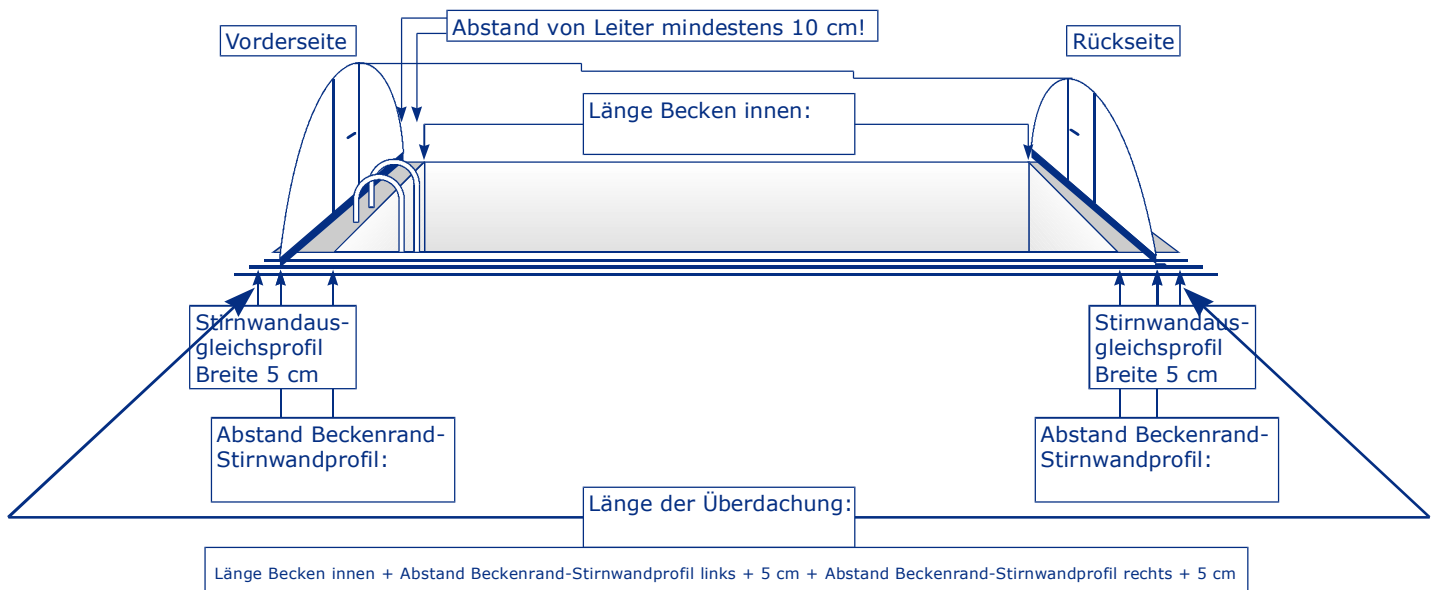 Abstand von Leiter mindestens 10 cm!
Vorderseite
Rückseite
Länge Becken innen:
Stirnwandaus-
gleichsprofil
Breite 5 cm
Stirnwandaus-
gleichsprofil
Breite 5 cm
Abstand Beckenrand-
Stirnwandprofil:
Abstand Beckenrand-
Stirnwandprofil:
Länge der Überdachung:
Länge Becken innen + Abstand Beckenrand-Stirnwandprofil links + 5 cm + Abstand Beckenrand-Stirnwandprofil rechts + 5 cm